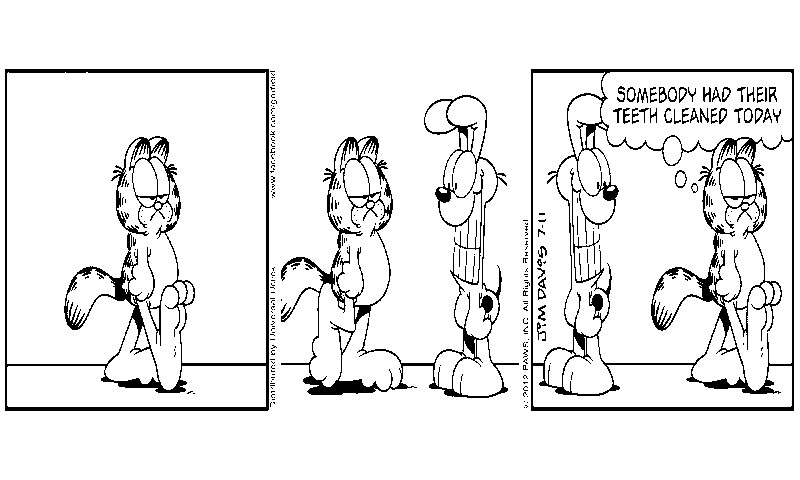 www.facebook.com/garfield
Distributed by Universal Uclick
© 2012 PAWS, INC. All Rights Reserved.
JIM DAVIS 7-11
SOMEBODY HAD THEIR
TEETH CLEANED TODAY